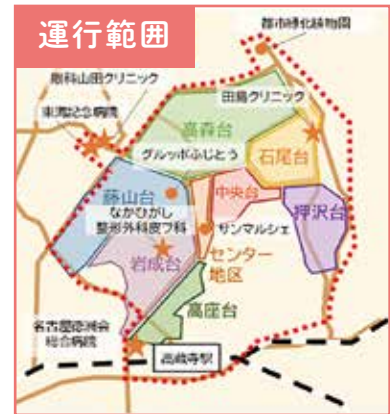 運行範囲
都市緑化植物園
眼科山田クリニック
東海記念病院
田島クリニック
高森台
グルッポふじとう
石尾台
藤山台
中央台
押沢台
なかひがし
整形外科皮フ科
サンマルシェ
岩成台
センター
地区
高座台
名古屋徳洲会
総合病院
高蔵寺駅